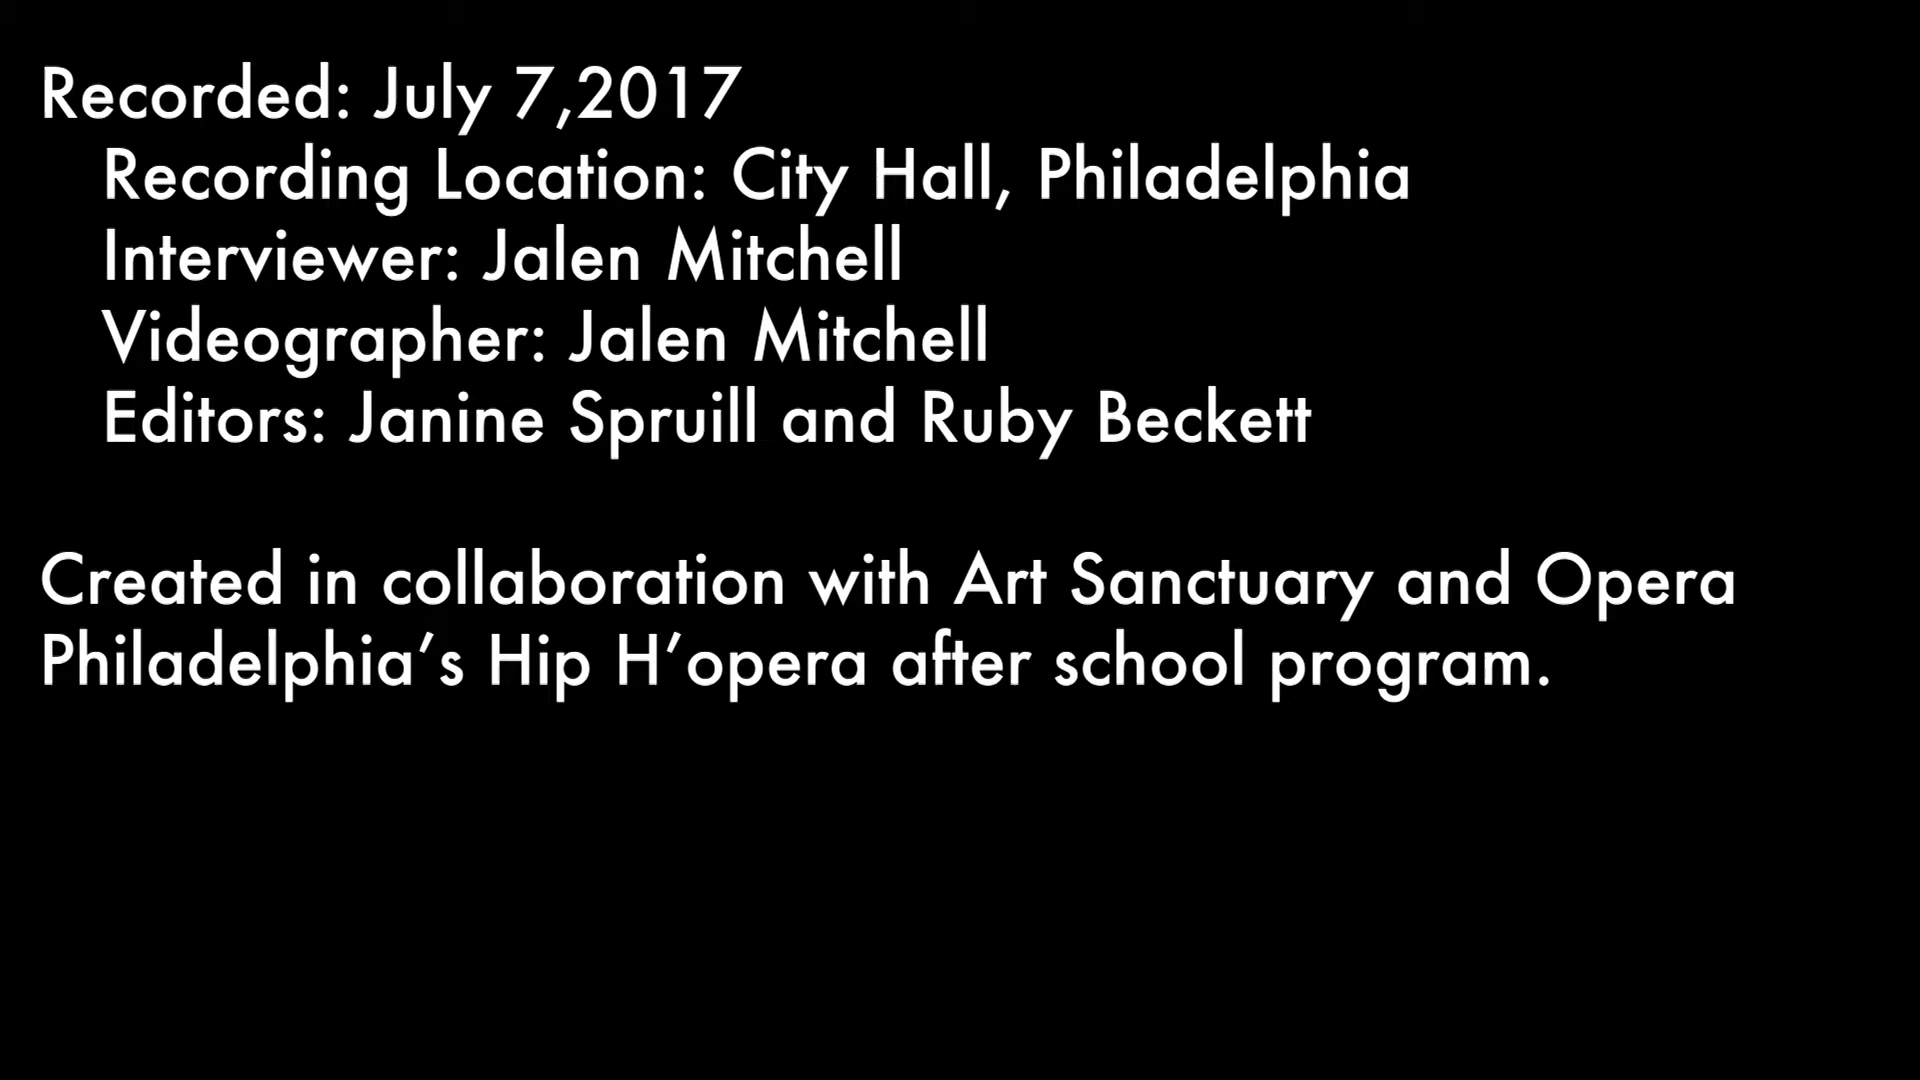 Recorded: July 7,2017
Recording Location: City Hall, Philadelphia
Interviewer: Jalen Mitchell
Videographer: Jalen Mitchell
Editors: Janine Spruill and Ruby Beckett
Created in collaboration with Art Sanctuary and Opera
Philadelphia’s Hip H’opera after school program.